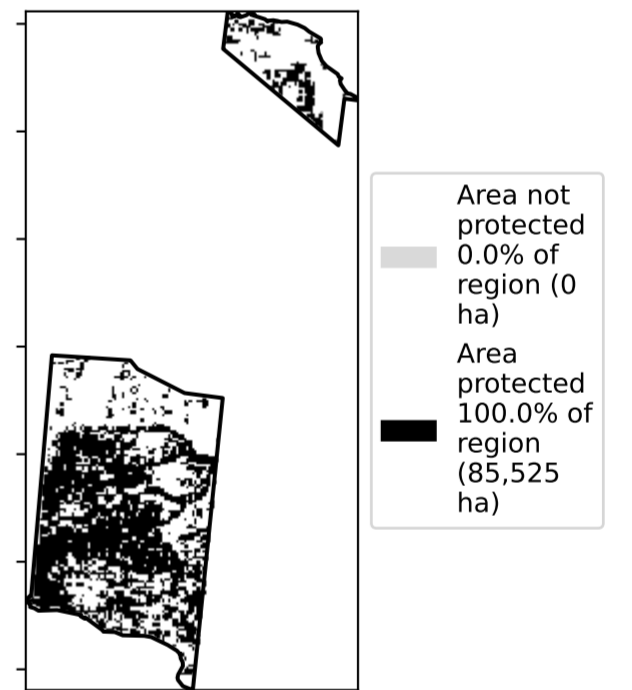 Area not
protected
0.0% of
region (0
ha)
Area
protected
100.0% of
region
(85,525
ha)